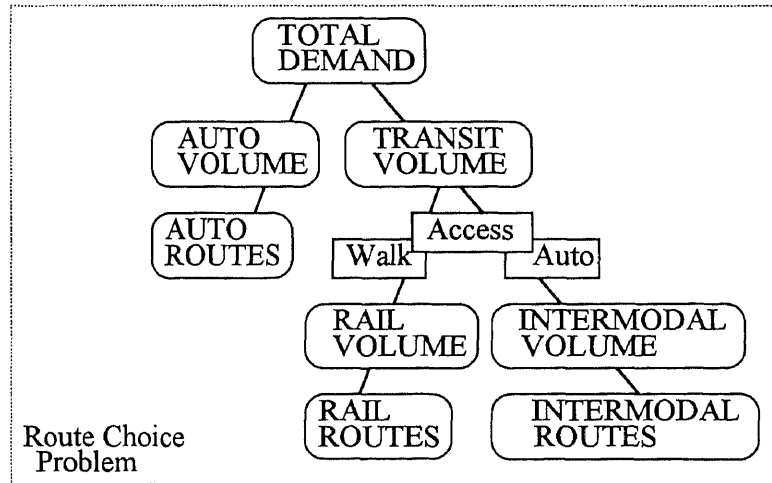 TOTAL
DEMAND
AUTO
VOLUME
TRANSIT
VOLUME
AUTO
ROUTES
Access
Walk
Auto
RAIL
VOLUME
INTERMODAL
VOLUME
RAIL
ROUTES
INTERMODAL
ROUTES
Route Choice
Problem